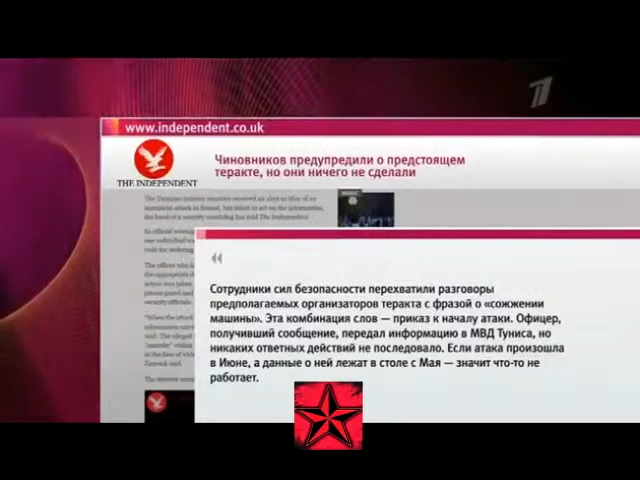 www.independent.co.uk
Чиновников предупредили о предстоящем
теракте, но они ничего не сделали
THE INDEPENDENT
“
Сотрудники сил безопасности перехватили разговоры
предполагаемых организаторов теракта с фразой о «сожжении
машины». Эта комбинация слов — приказ к началу атаки. Офицер,
получивший сообщение, передал информацию в МВД Туниса, но
никаких ответных действий не последовало. Если атака произошла
в Июне, а данные о ней лежат в столе с Мая — значит что-то не
работает.